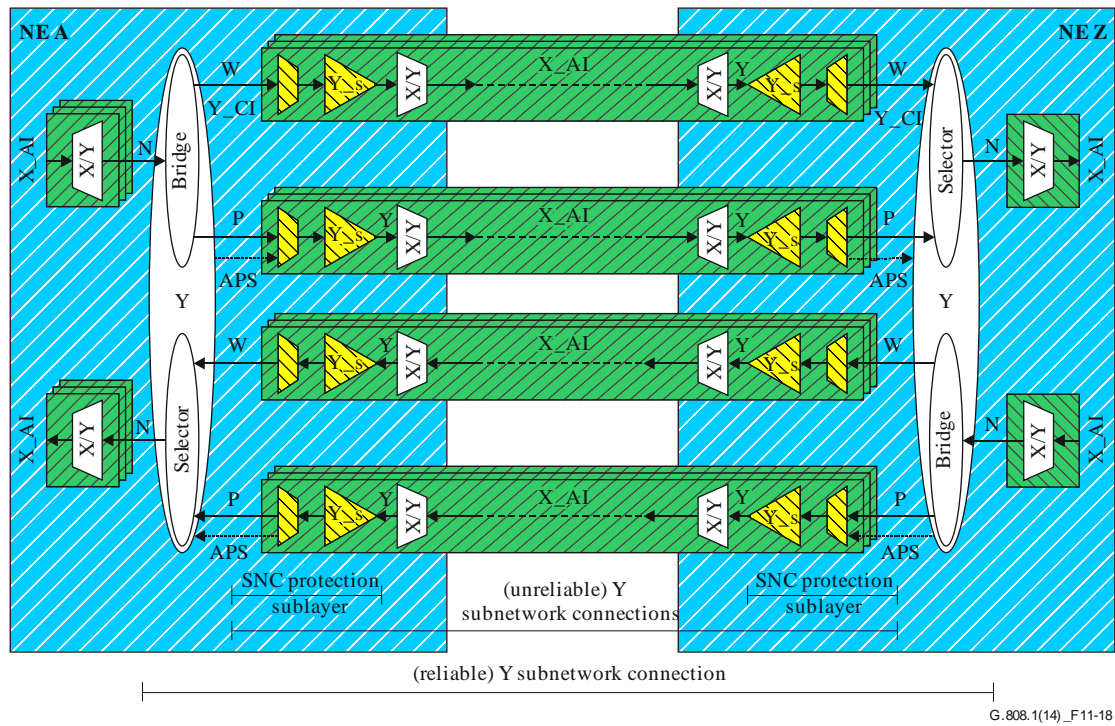 NE A
NE Z
W
Y_s
X/Y
X_AI
X/Y
Y
Y_s
W
Y_CI
Y_CI
X_AI
X/Y
N
Bridge
Selector
N
X/Y
X_AI
P
Y_s
Y
X/Y
X_AI
X/Y
Y
Y_s
P
APS
APS
Y
Y
W
Y_s
Y
X/Y
X_AI
X/Y
Y
Y_s
W
X_AI
X/Y
N
Selector
Bridge
N
X/Y
X_AI
P
Y_s
Y
X/Y
X_AI
X/Y
Y
Y_s
P
APS
APS
SNC protection
sublayer
(unreliable) Y
subnetwork connections
SNC protection
sublayer
(reliable) Y subnetwork connection
G.808.1(14)_F11-18